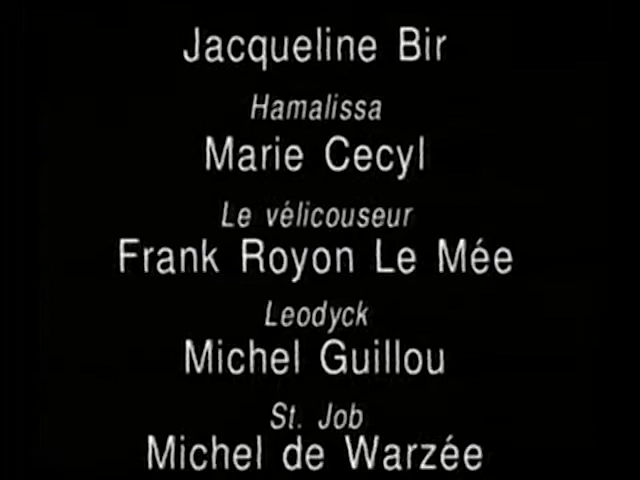 Jacqueline Bir
Hamalissa
Marie Cecyl
Le vélicouseur
Frank Royon Le Mée
Leodyck
Michel Guillou
St. Job
Michel de Warzée